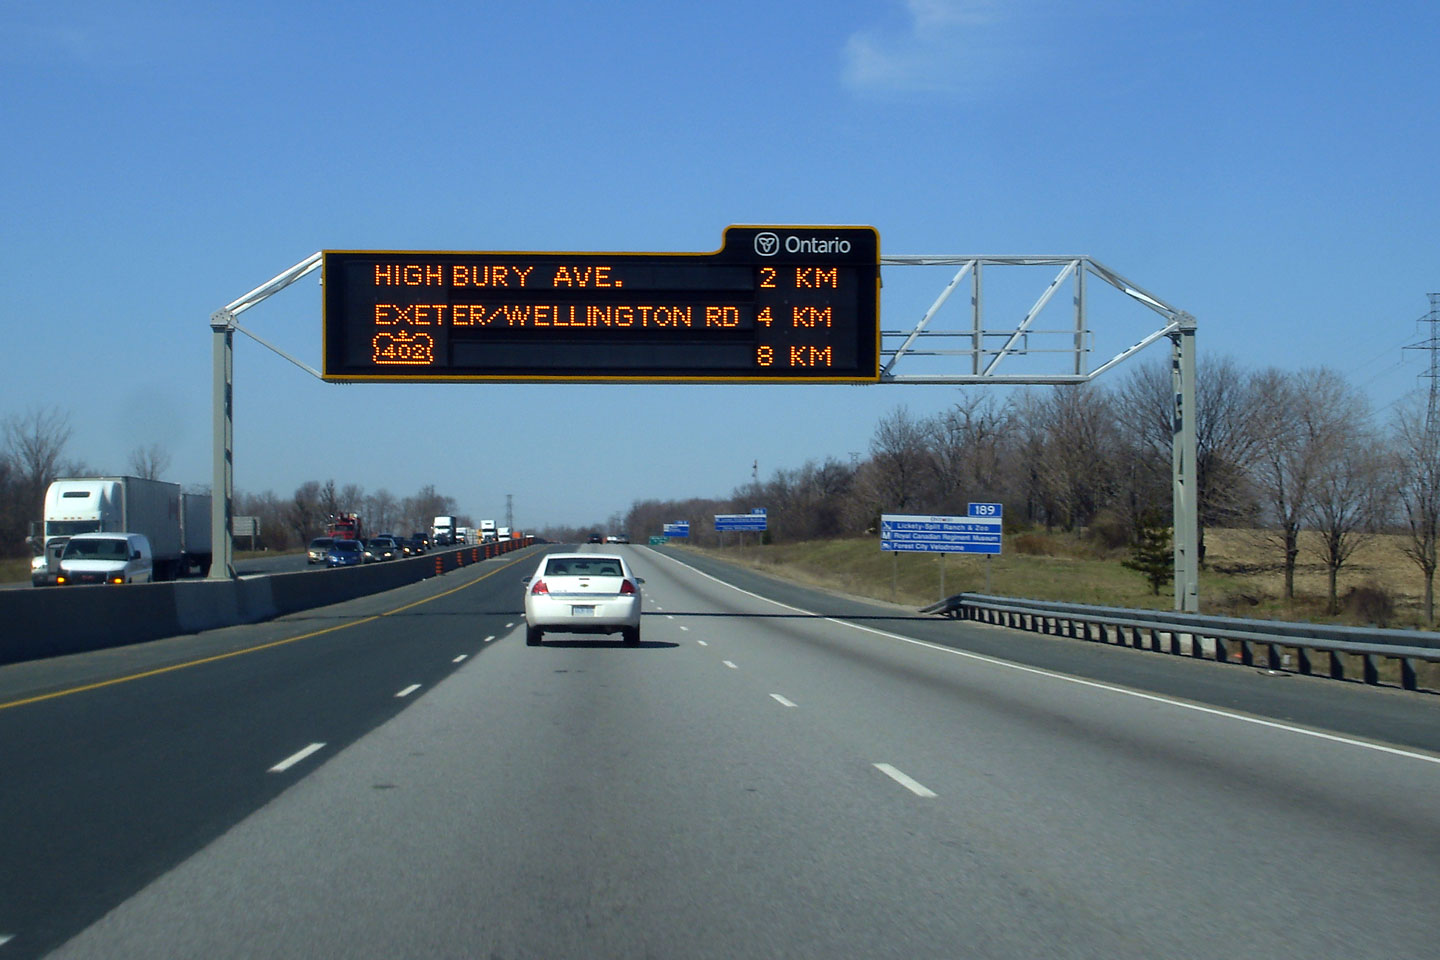 Ontario
HIGHBURY AVE. 2 KM
EXETER/WELLINGTON RD 4 KM
402 8 KM
189
Lickety-Split Ranch & Zoo
Royal Canadian Regiment Museum
Forest City Velodrome